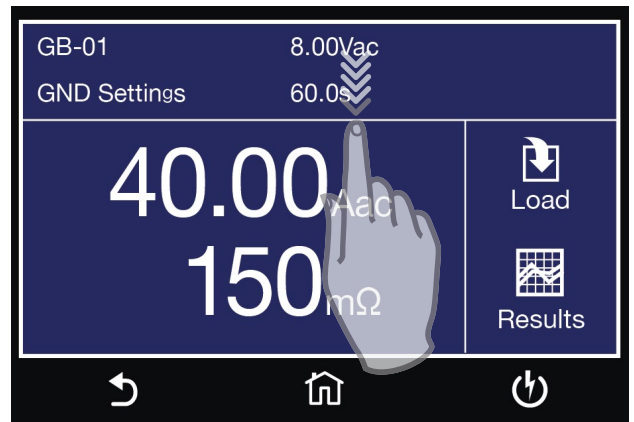 GB-01 8.00Vac
GND Settings 60.0s
40.00Aac
150mΩ
Load
Results